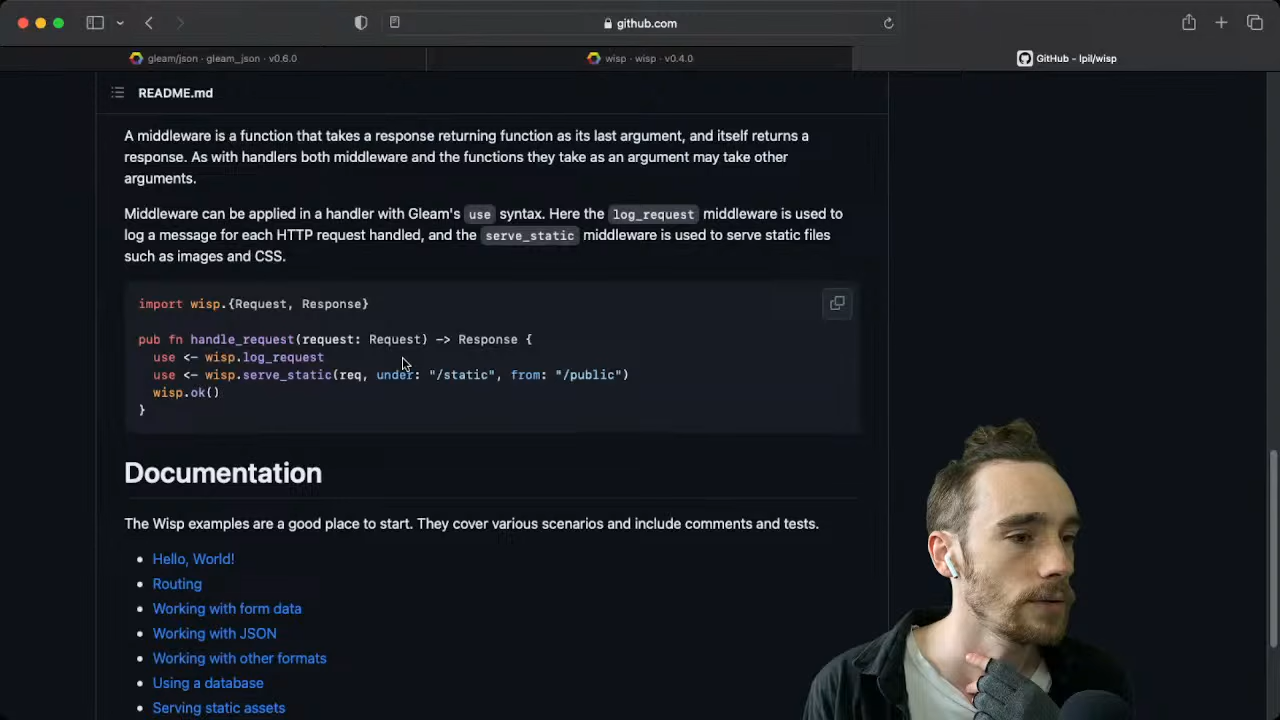 github.com
gleam/json · gleam_json · v0.6.0
wisp · wisp · v0.4.0
GitHub - lpil/wisp
README.md
A middleware is a function that takes a response returning function as its last argument, and itself returns a
response. As with handlers both middleware and the functions they take as an argument may take other
arguments.
Middleware can be applied in a handler with Gleam's use syntax. Here the log_request middleware is used to
log a message for each HTTP request handled, and the serve_static middleware is used to serve static files
such as images and CSS.
import wisp.{Request, Response}
pub fn handle_request(request: Request) -> Response {
use <- wisp.log_request
use <- wisp.serve_static(req, under: "/static", from: "/public")
wisp.ok()
}
Documentation
The Wisp examples are a good place to start. They cover various scenarios and include comments and tests.
Hello, World!
Routing
Working with form data
Working with JSON
Working with other formats
Using a database
Serving static assets